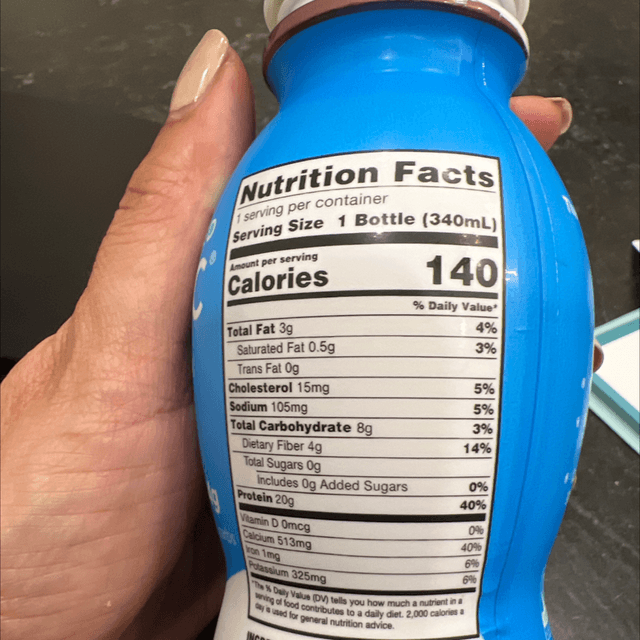 Nutrition Facts
1 serving per container
Serving Size 1 Bottle (340mL)
Amount per serving
Calories 140
% Daily Value*
Total Fat 3g 4%
Saturated Fat 0.5g 3%
Trans Fat 0g
Cholesterol 15mg 5%
Sodium 105mg 5%
Total Carbohydrate 8g 3%
Dietary Fiber 4g 14%
Total Sugars 0g
Includes 0g Added Sugars 0%
Protein 20g 40%
Vitamin D 0mcg 0%
Calcium 513mg 40%
Iron 1mg 6%
Potassium 325mg 6%
*The % Daily Value (DV) tells you how much a nutrient in a
serving of food contributes to a daily diet. 2,000 calories a
day is used for general nutrition advice.